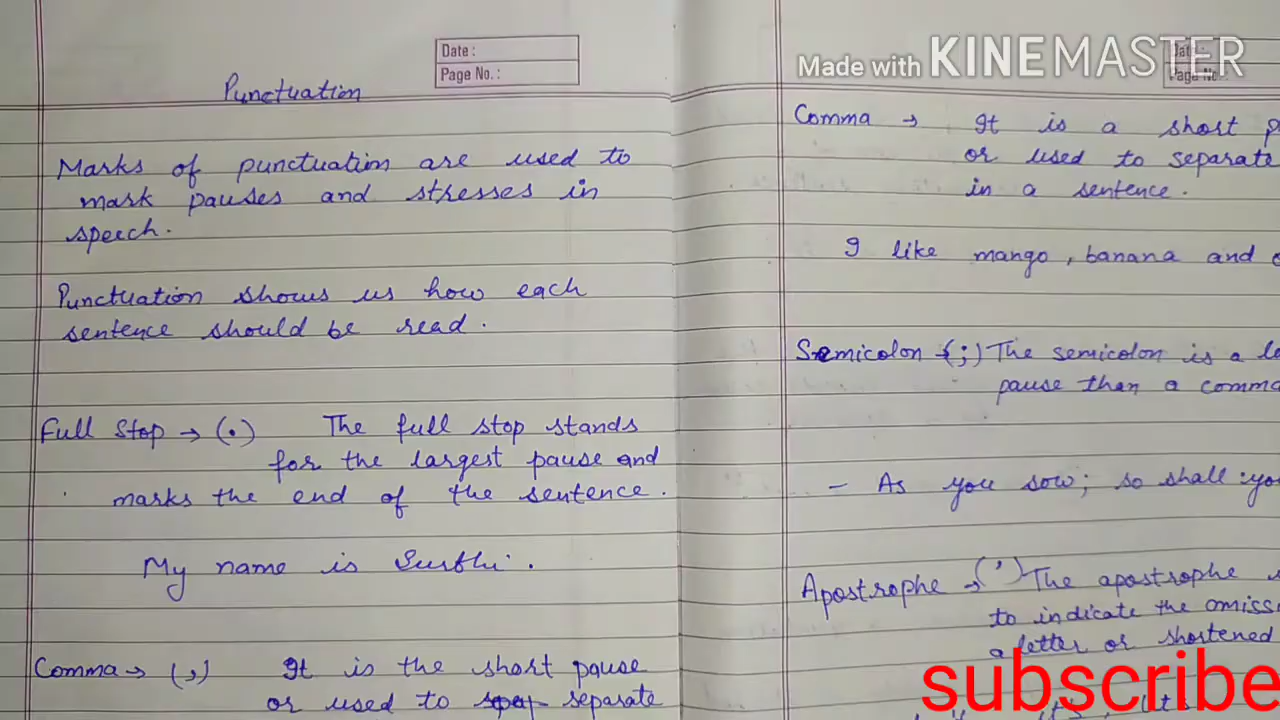 Date :
Page No. :
Punctuation
Marks of punctuation are used to
mark pauses and stresses in
speech.
Punctuation shows us how each
sentence should be read.
Full Stop → (.) The full stop stands
for the largest pause and
marks the end of the sentence.
My name is Surbhi.
Comma → (,) It is the short pause
or used to separate
Made with KINEMASTER
Date :
Page No. :
Comma → It is a short
or used to separate
in a sentence.
I like mango, banana and
Semicolon (;) The semicolon is a
pause than a comma
- As you sow; so shall
Apostrophe → (') The apostrophe
to indicate the
a letter or shortened
subscribe